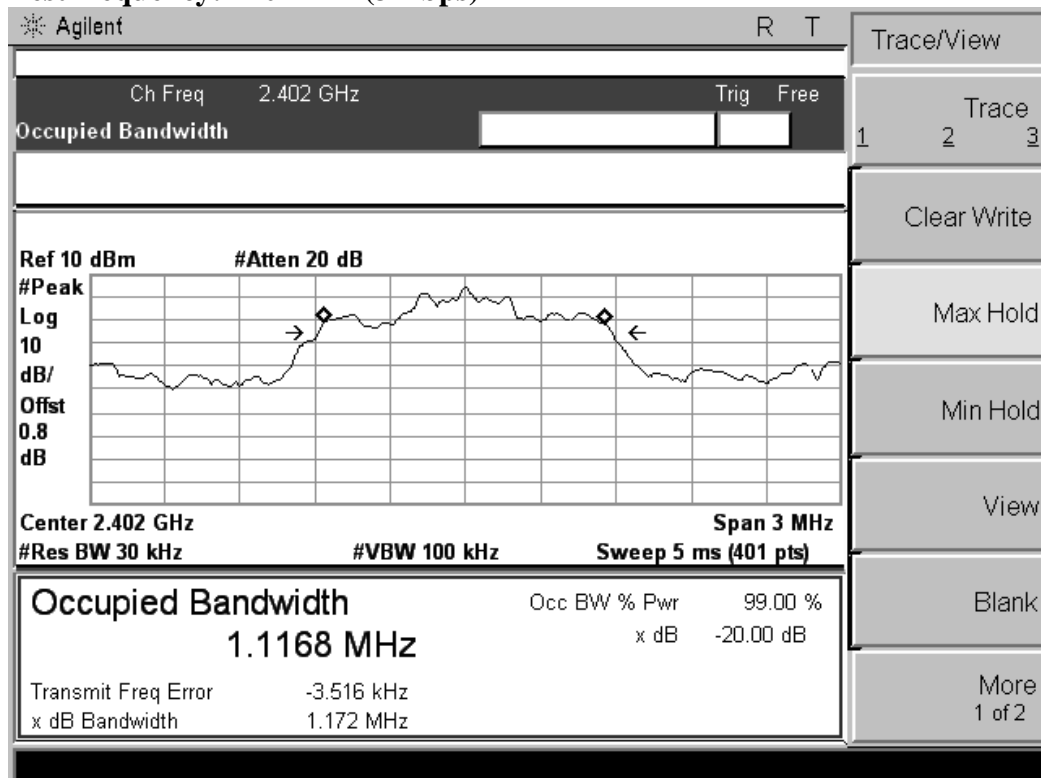 Agilent R T
Trace/View
Ch Freq 2.402 GHz Trig Free
Occupied Bandwidth
Trace
1 2 3
Clear Write
Ref 10 dBm #Atten 20 dB
#Peak
Log
10
dB/
Offst
0.8
dB
Max Hold
Min Hold
View
Center 2.402 GHz Span 3 MHz
#Res BW 30 kHz #VBW 100 kHz Sweep 5 ms (401 pts)
Occupied Bandwidth Occ BW % Pwr 99.00 %
1.1168 MHz x dB -20.00 dB
Blank
Transmit Freq Error -3.516 kHz
x dB Bandwidth 1.172 MHz
More
1 of 2